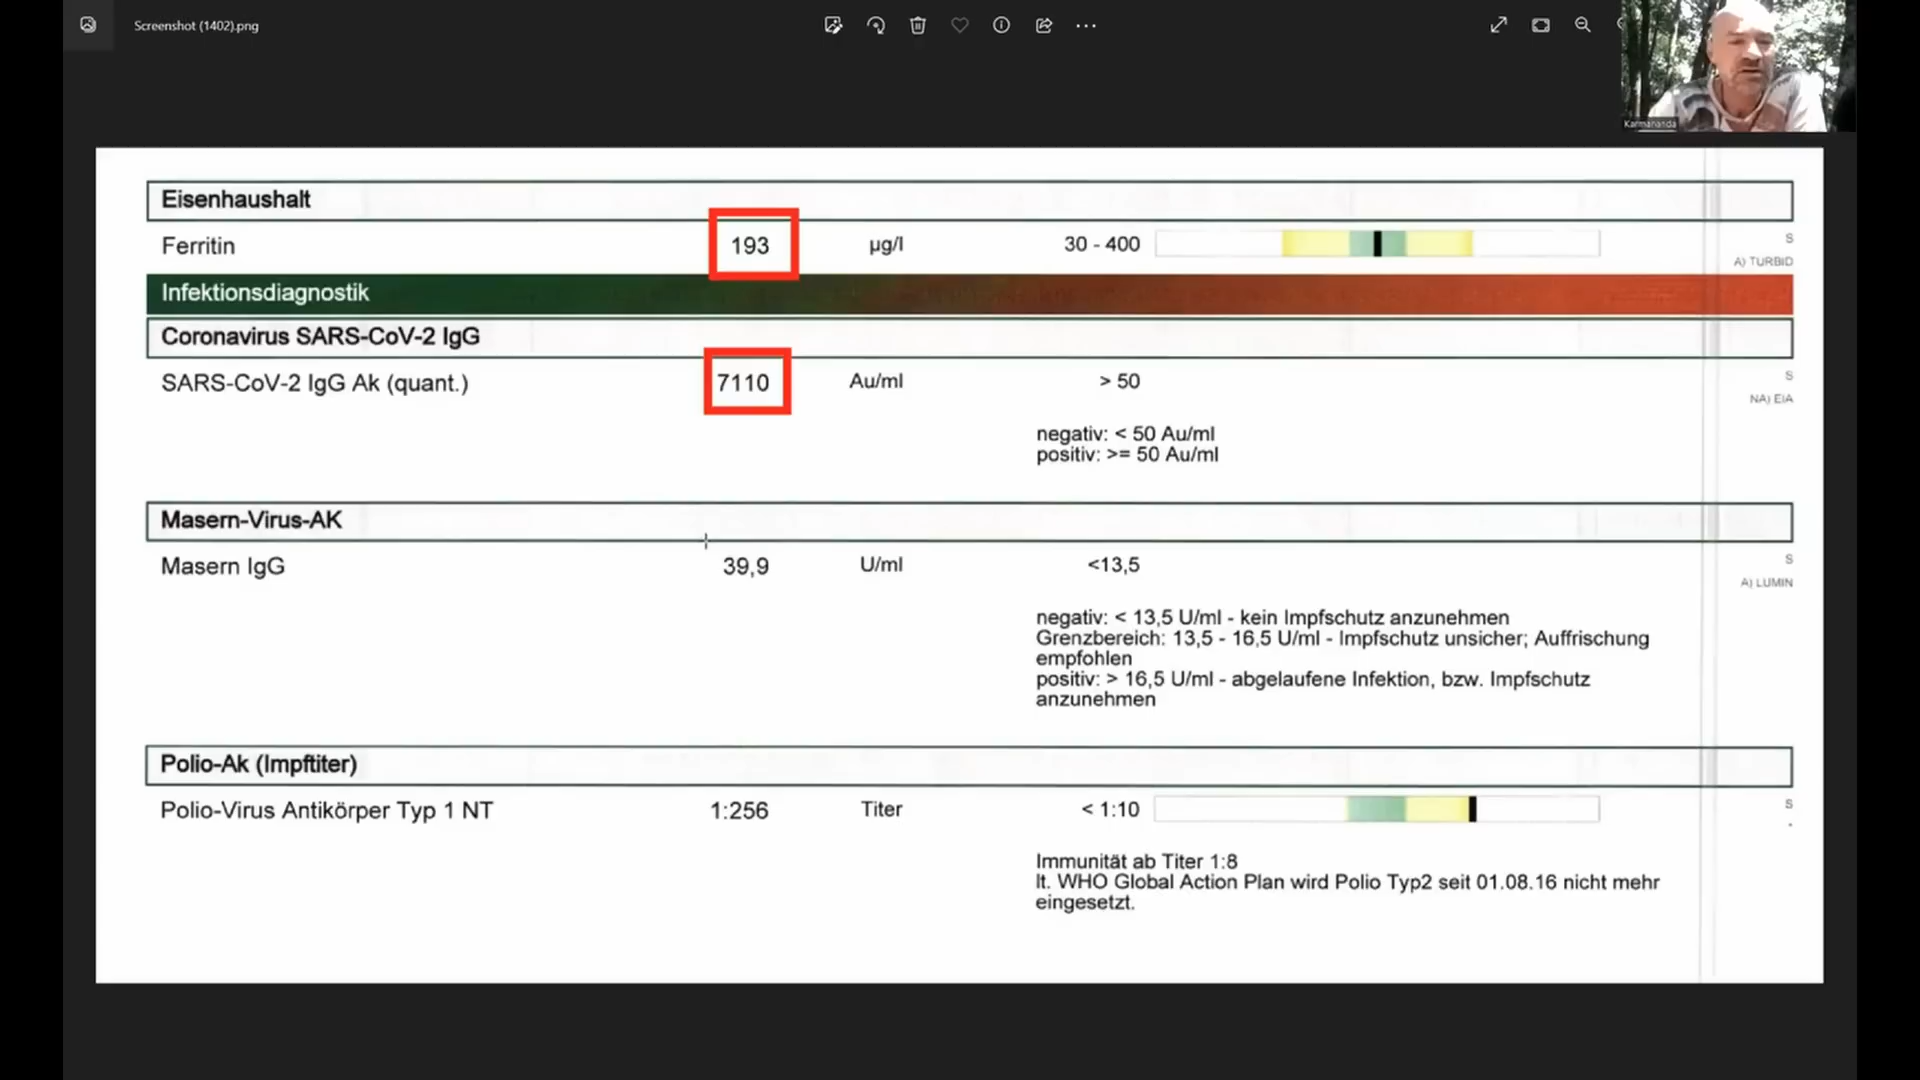 Screenshot (1402).png
Karmananda
Eisenhaushalt
Ferritin 193 µg/l 30 - 400 S
A) TURBID
Infektionsdiagnostik
Coronavirus SARS-CoV-2 IgG
SARS-CoV-2 IgG Ak (quant.) 7110 Au/ml > 50 S
NA) EIA
negativ: < 50 Au/ml
positiv: >= 50 Au/ml
Masern-Virus-AK
Masern IgG 39,9 U/ml <13,5 S
A) LUMIN
negativ: < 13,5 U/ml - kein Impfschutz anzunehmen
Grenzbereich: 13,5 - 16,5 U/ml - Impfschutz unsicher; Auffrischung
empfohlen
positiv: > 16,5 U/ml - abgelaufene Infektion, bzw. Impfschutz
anzunehmen
Polio-Ak (Impftiter)
Polio-Virus Antikörper Typ 1 NT 1:256 Titer < 1:10 S
Immunität ab Titer 1:8
lt. WHO Global Action Plan wird Polio Typ2 seit 01.08.16 nicht mehr
eingesetzt.